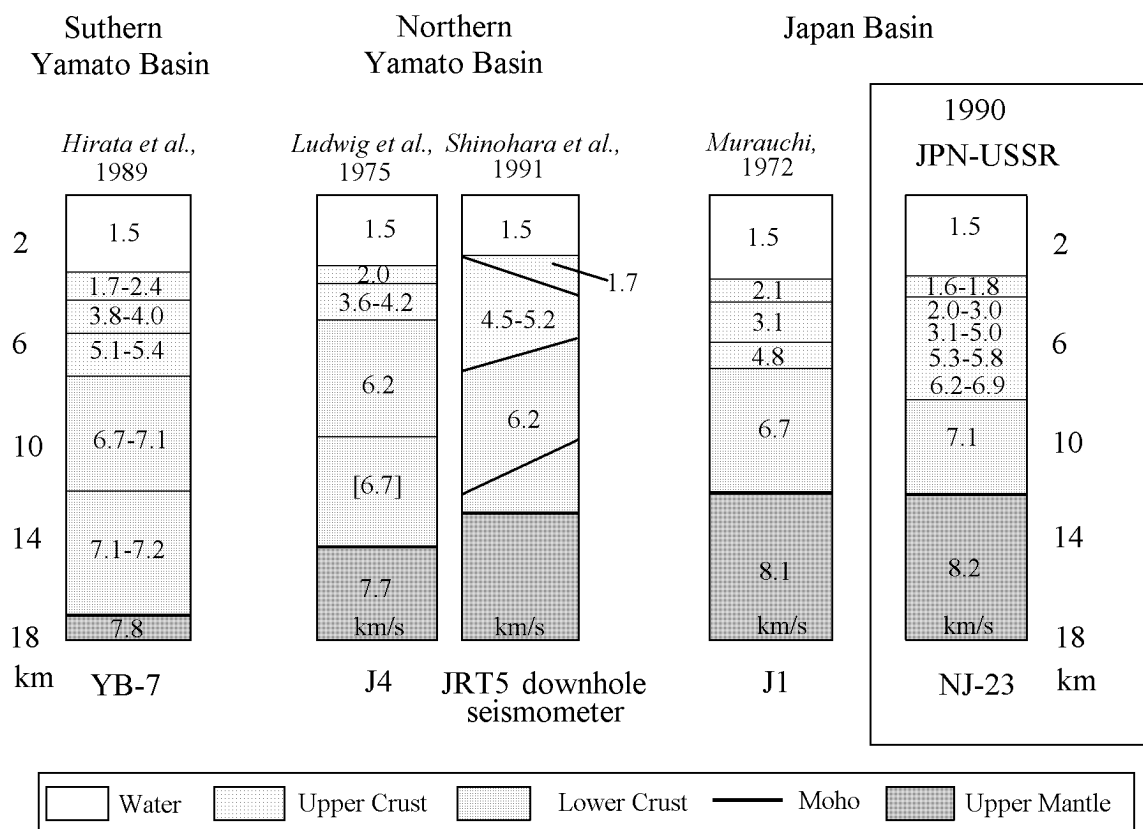 Suthern
Yamato Basin
Northern
Yamato Basin
Japan Basin
Hirata et al.,
1989
Ludwig et al.,
1975
Shinohara et al.,
1991
Murauchi,
1972
1990
JPN-USSR
2
6
10
14
18
km
1.5
1.7-2.4
3.8-4.0
5.1-5.4
6.7-7.1
7.1-7.2
7.8
YB-7
1.5
2.0
3.6-4.2
6.2
[6.7]
7.7
km/s
J4
1.5
1.7
4.5-5.2
6.2
km/s
JRT5 downhole
seismometer
1.5
2.1
3.1
4.8
6.7
8.1
km/s
J1
1.5
1.6-1.8
2.0-3.0
3.1-5.0
5.3-5.8
6.2-6.9
7.1
8.2
km/s
NJ-23
2
6
10
14
18
km
Water Upper Crust Lower Crust Moho Upper Mantle